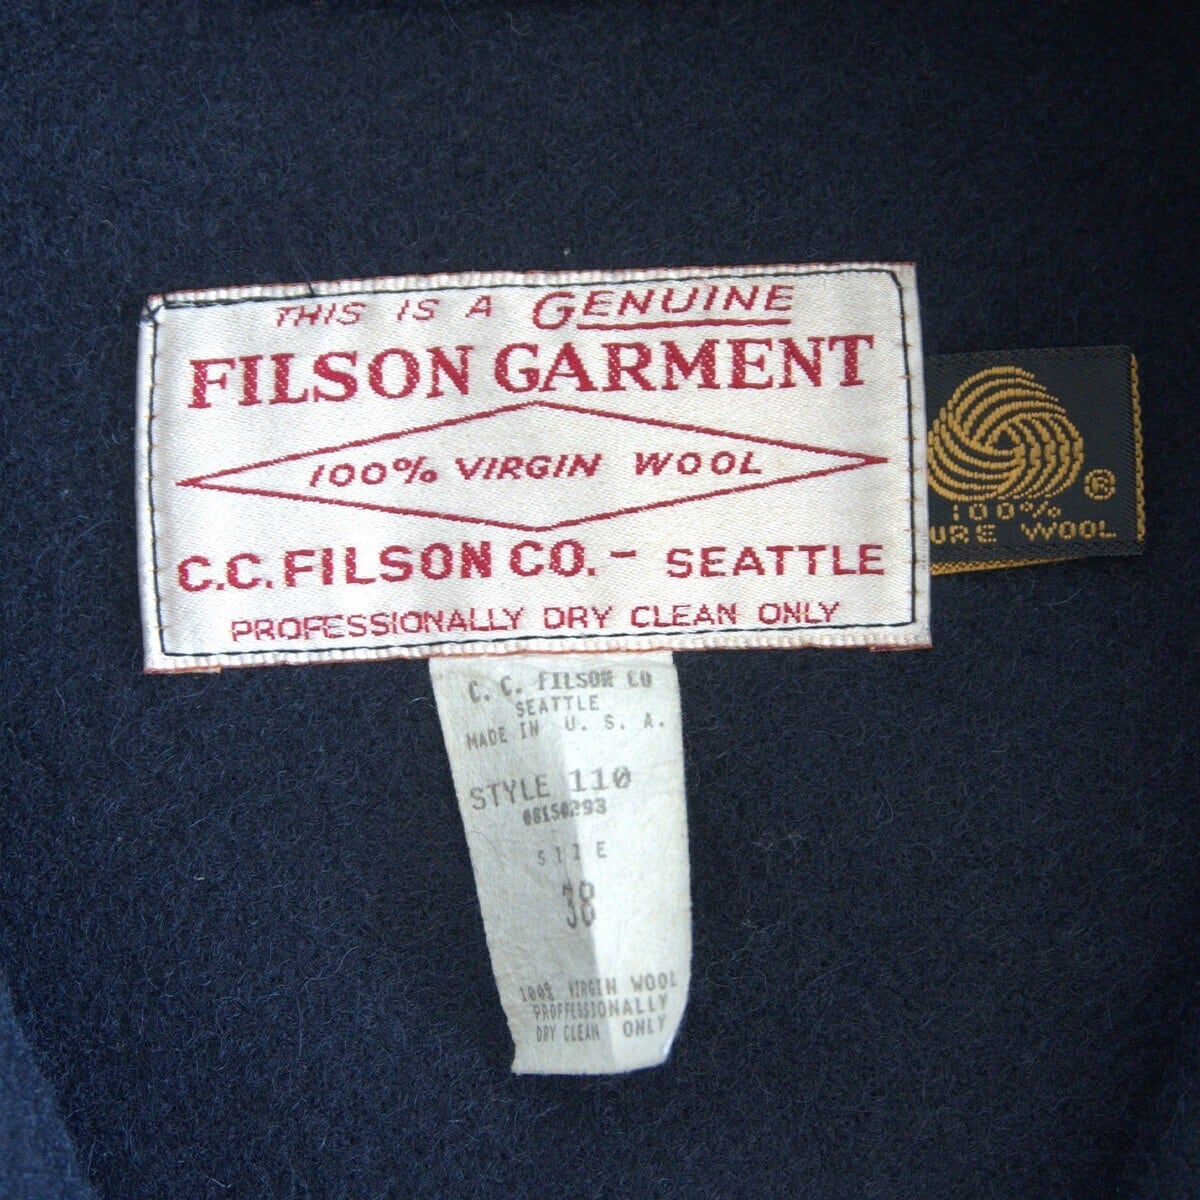 THIS IS A GENUINE
FILSON GARMENT
100% VIRGIN WOOL
C.C. FILSON CO. - SEATTLE
PROFESSIONALLY DRY CLEAN ONLY
®
100%
URE WOOL
C. C. FILSON CO
SEATTLE
MADE IN U. S. A.
STYLE 110
08150293
SIZE
38
100% VIRGIN WOOL
PROFFESSIONALLY
DRY CLEAN ONLY